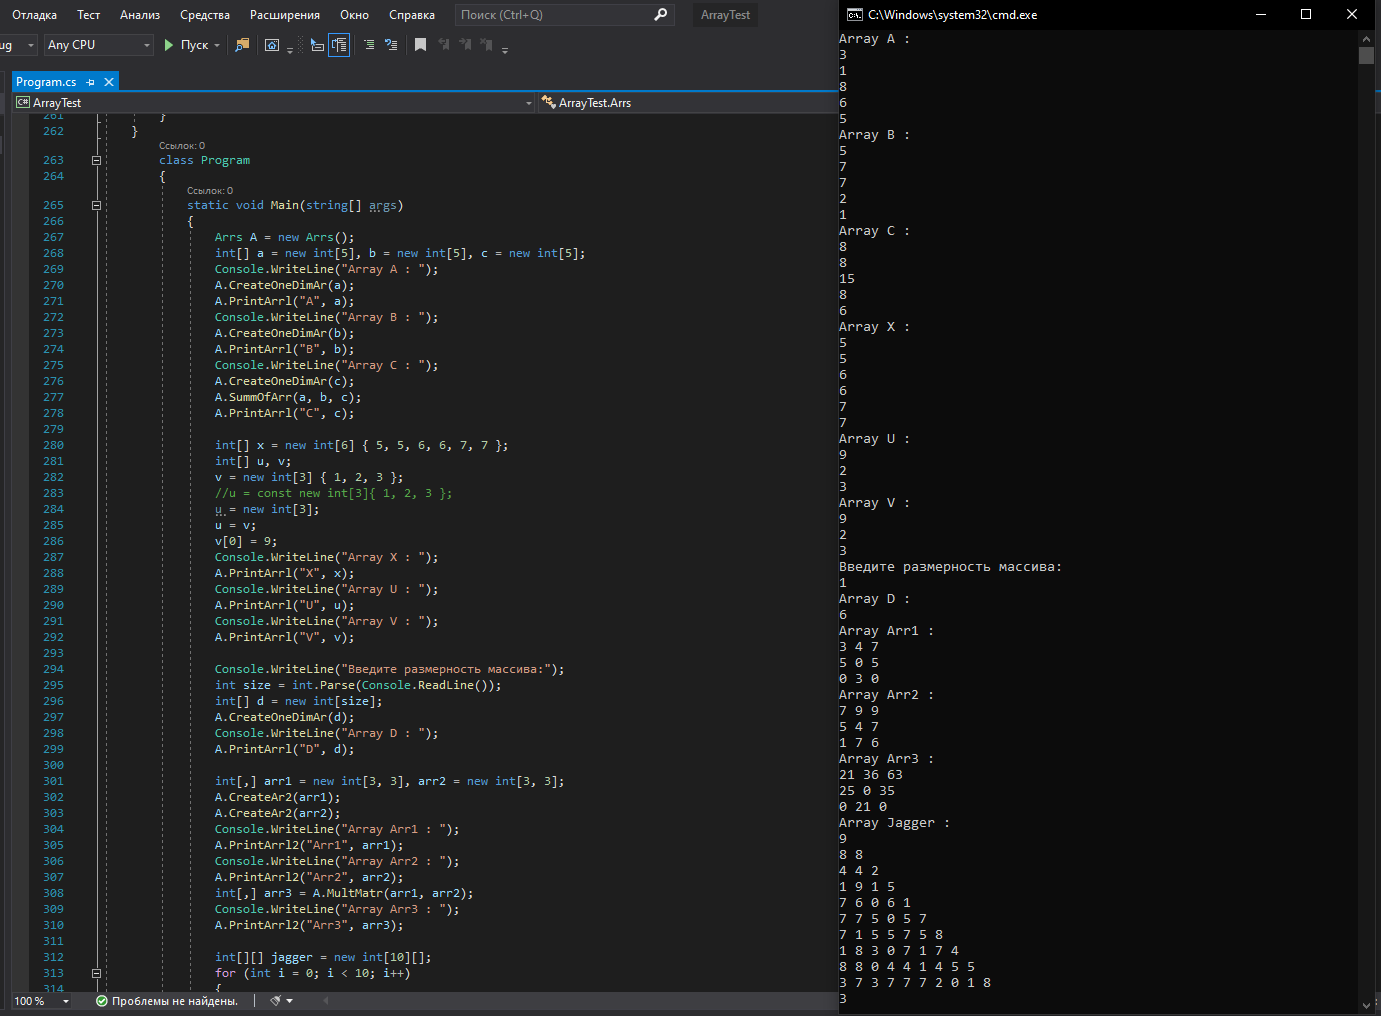 Отладка Тест Анализ Средства Расширения Окно Справка Поиск (Ctrl+Q) ArrayTest
ug Any CPU Пуск
Program.cs
C# ArrayTest ArrayTest.Arrs
261 }
262 }
Ссылок: 0
263 class Program
264 {
Ссылок: 0
265 static void Main(string[] args)
266 {
267 Arrs A = new Arrs();
268 int[] a = new int[5], b = new int[5], c = new int[5];
269 Console.WriteLine("Array A : ");
270 A.CreateOneDimAr(a);
271 A.PrintArrl("A", a);
272 Console.WriteLine("Array B : ");
273 A.CreateOneDimAr(b);
274 A.PrintArrl("B", b);
275 Console.WriteLine("Array C : ");
276 A.CreateOneDimAr(c);
277 A.SummOfArr(a, b, c);
278 A.PrintArrl("C", c);
279
280 int[] x = new int[6] { 5, 5, 6, 6, 7, 7 };
281 int[] u, v;
282 v = new int[3] { 1, 2, 3 };
283 //u = const new int[3]{ 1, 2, 3 };
284 u = new int[3];
285 u = v;
286 v[0] = 9;
287 Console.WriteLine("Array X : ");
288 A.PrintArrl("X", x);
289 Console.WriteLine("Array U : ");
290 A.PrintArrl("U", u);
291 Console.WriteLine("Array V : ");
292 A.PrintArrl("V", v);
293
294 Console.WriteLine("Введите размерность массива:");
295 int size = int.Parse(Console.ReadLine());
296 int[] d = new int[size];
297 A.CreateOneDimAr(d);
298 Console.WriteLine("Array D : ");
299 A.PrintArrl("D", d);
300
301 int[,] arr1 = new int[3, 3], arr2 = new int[3, 3];
302 A.CreateAr2(arr1);
303 A.CreateAr2(arr2);
304 Console.WriteLine("Array Arr1 : ");
305 A.PrintArrl2("Arr1", arr1);
306 Console.WriteLine("Array Arr2 : ");
307 A.PrintArrl2("Arr2", arr2);
308 int[,] arr3 = A.MultMatr(arr1, arr2);
309 Console.WriteLine("Array Arr3 : ");
310 A.PrintArrl2("Arr3", arr3);
311
312 int[][] jagger = new int[10][];
313 for (int i = 0; i < 10; i++)
314 {
100 % Проблемы не найдены.
C:\Windows\system32\cmd.exe
Array A :
3
1
8
6
5
Array B :
5
7
7
2
1
Array C :
8
8
15
8
6
Array X :
5
5
6
6
7
7
Array U :
9
2
3
Array V :
9
2
3
Введите размерность массива:
1
Array D :
6
Array Arr1 :
3 4 7
5 0 5
0 3 0
Array Arr2 :
7 9 9
5 4 7
1 7 6
Array Arr3 :
21 36 63
25 0 35
0 21 0
Array Jagger :
9
8 8
4 4 2
1 9 1 5
7 6 0 6 1
7 7 5 0 5 7
7 1 5 5 7 5 8
1 8 3 0 7 1 7 4
8 8 0 4 4 1 4 5 5
3 7 3 7 7 7 2 0 1 8
3